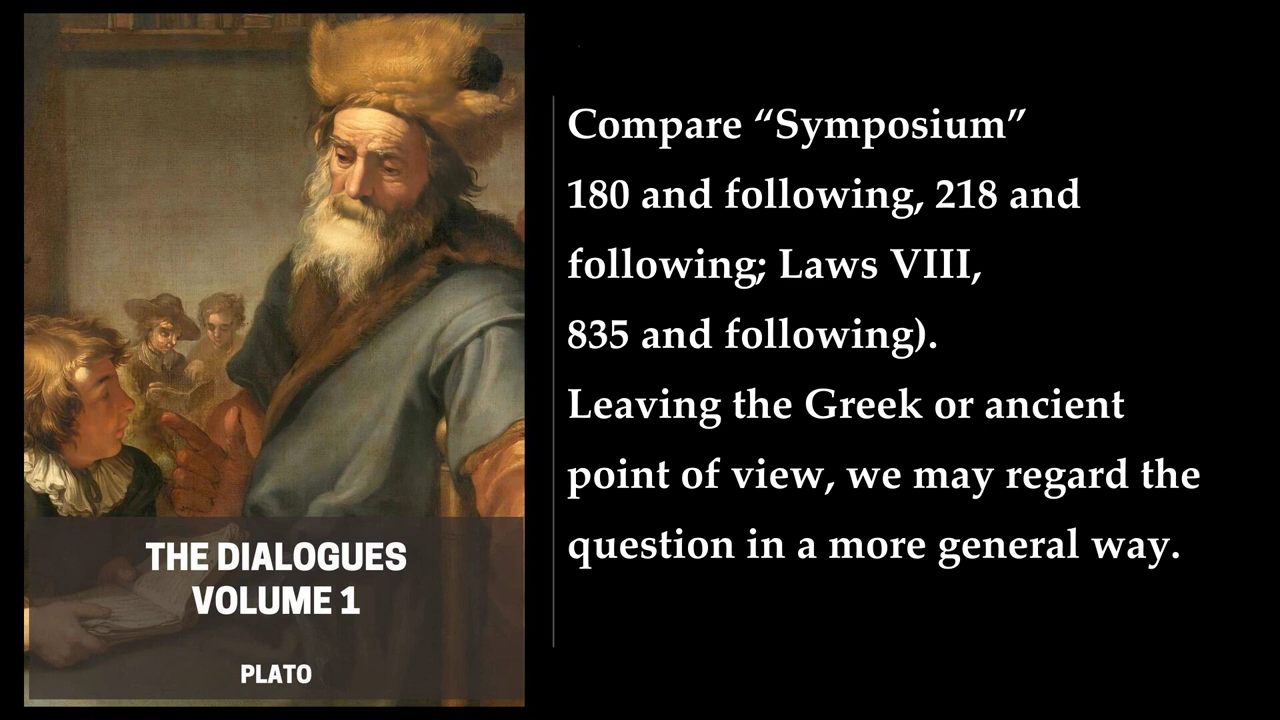 THE DIALOGUES
VOLUME 1
PLATO
Compare “Symposium”
180 and following, 218 and
following; Laws VIII,
835 and following).
Leaving the Greek or ancient
point of view, we may regard the
question in a more general way.